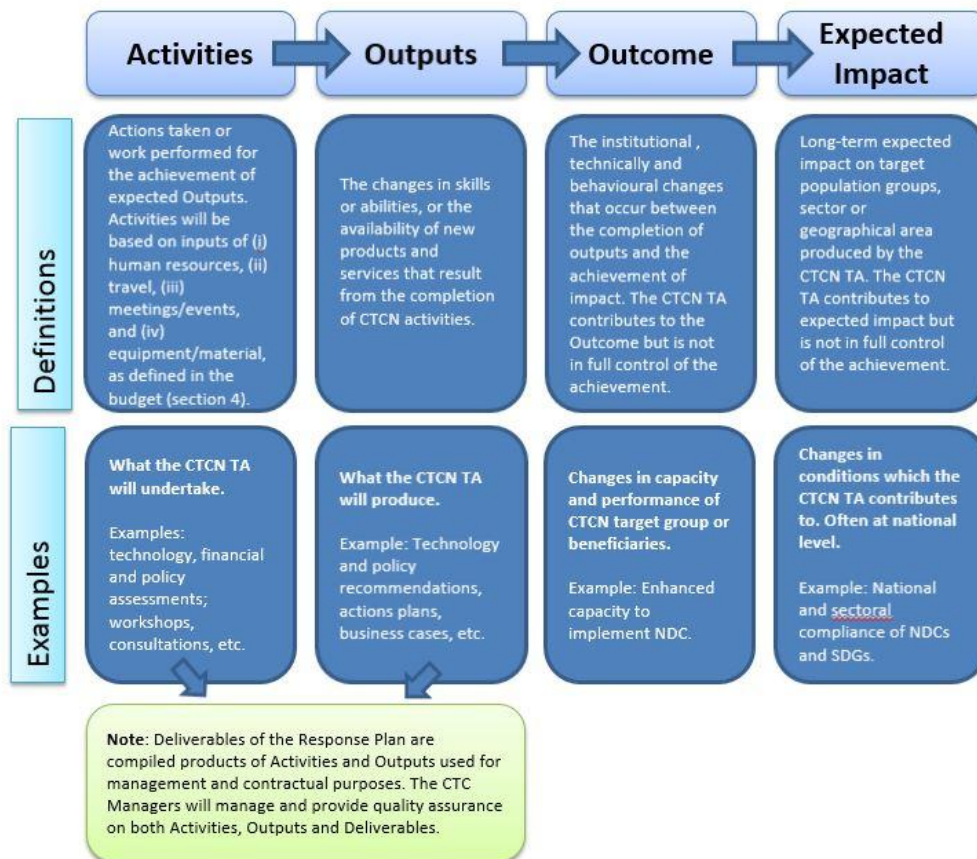 Activities
Outputs
Outcome
Expected
Impact
Definitions
Actions taken or
work performed for
the achievement of
expected Outputs.
Activities will be
based on inputs of (i)
human resources, (ii)
travel, (iii)
meetings/events,
and (iv)
equipment/material,
as defined in the
budget (section 4).
The changes in skills
or abilities, or the
availability of new
products and
services that result
from the completion
of CTCN activities.
The institutional ,
technically and
behavioural changes
that occur between
the completion of
outputs and the
achievement of
impact. The CTCN TA
contributes to the
Outcome but is not
in full control of the
achievement.
Long-term expected
impact on target
population groups,
sector or
geographical area
produced by the
CTCN TA. The CTCN
TA contributes to
expected impact but
is not in full control
of the achievement.
Examples
What the CTCN TA
will undertake.
Examples:
technology, financial
and policy
assessments;
workshops,
consultations, etc.
What the CTCN TA
will produce.
Example: Technology
and policy
recommendations,
actions plans,
business cases, etc.
Changes in capacity
and performance of
CTCN target group or
beneficiaries.
Example: Enhanced
capacity to
implement NDC.
Changes in
conditions which the
CTCN TA contributes
to. Often at national
level.
Example: National
and sectoral
compliance of NDCs
and SDGs.
Note: Deliverables of the Response Plan are
compiled products of Activities and Outputs used for
management and contractual purposes. The CTC
Managers will manage and provide quality assurance
on both Activities, Outputs and Deliverables.